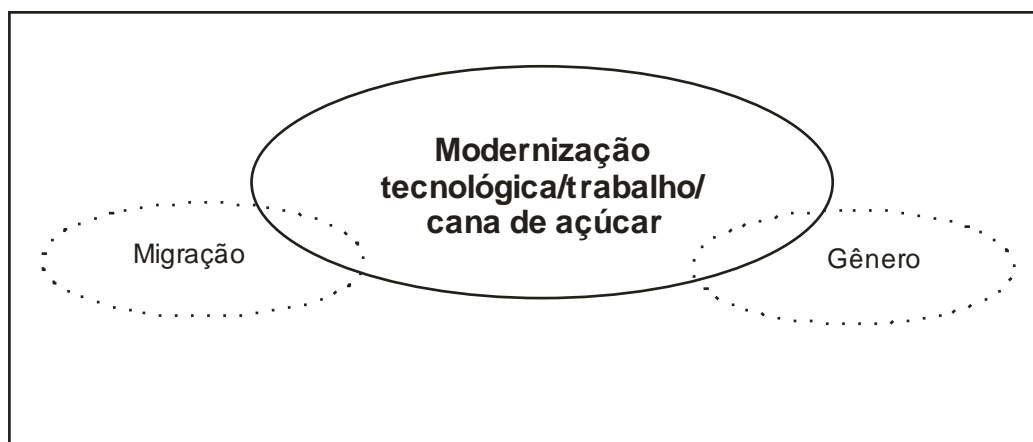 Modernização
tecnológica/trabalho/
cana de açúcar
Migração
Gênero